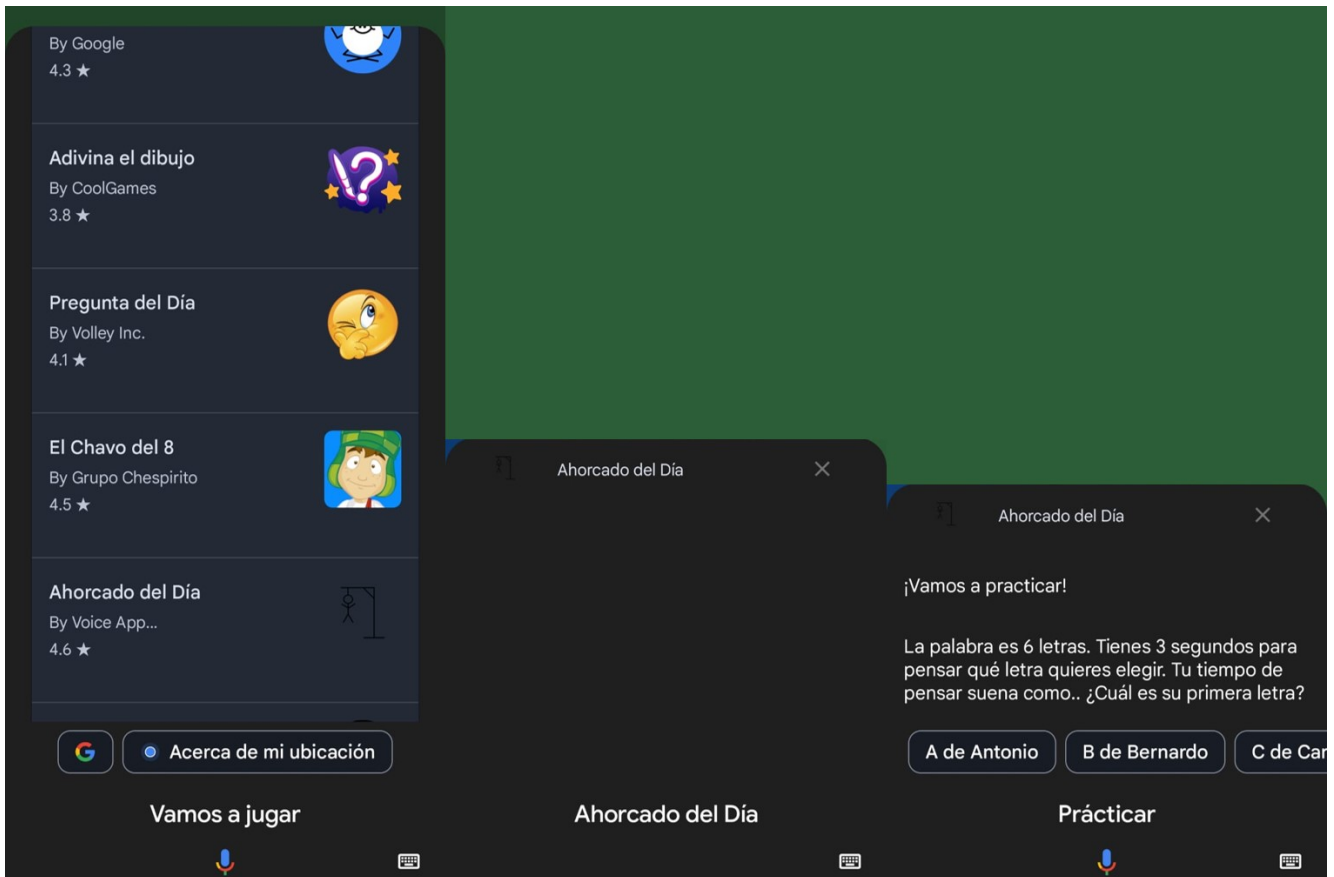 By Google
4.3 ★
Adivina el dibujo
By CoolGames
3.8 ★
Pregunta del Día
By Volley Inc.
4.1 ★
El Chavo del 8
By Grupo Chespirito
4.5 ★
Ahorcado del Día
By Voice App...
4.6 ★
Acerca de mi ubicación
Vamos a jugar
Ahorcado del Día
Ahorcado del Día
Ahorcado del Día
¡Vamos a practicar!
La palabra es 6 letras. Tienes 3 segundos para
pensar qué letra quieres elegir. Tu tiempo de
pensar suena como.. ¿Cuál es su primera letra?
A de Antonio
B de Bernardo
C de Car
Prácticar